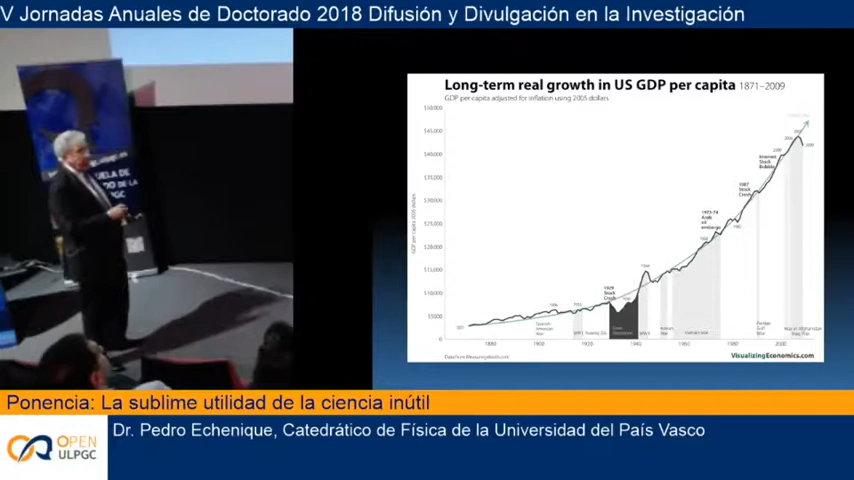 V Jornadas Anuales de Doctorado 2018 Difusión y Divulgación en la Investigación
Long-term real growth in US GDP per capita 1871–2009
GDP per capita adjusted for inflation using 2005 dollars
$45,000
$40,000
$35,000
$30,000
$25,000
$20,000
$15,000
$10,000
$5000
0
1929
Stock
Crash
1973-74
Arab
oil
embargo
1987
Stock
Crash
Internet
Stock
Bubble
1880
1900
1920
1940
1960
1980
2000
VisualizingEconomics.com
Ponencia: La sublime utilidad de la ciencia inútil
OPEN
ULPGC
Dr. Pedro Echenique, Catedrático de Física de la Universidad del País Vasco